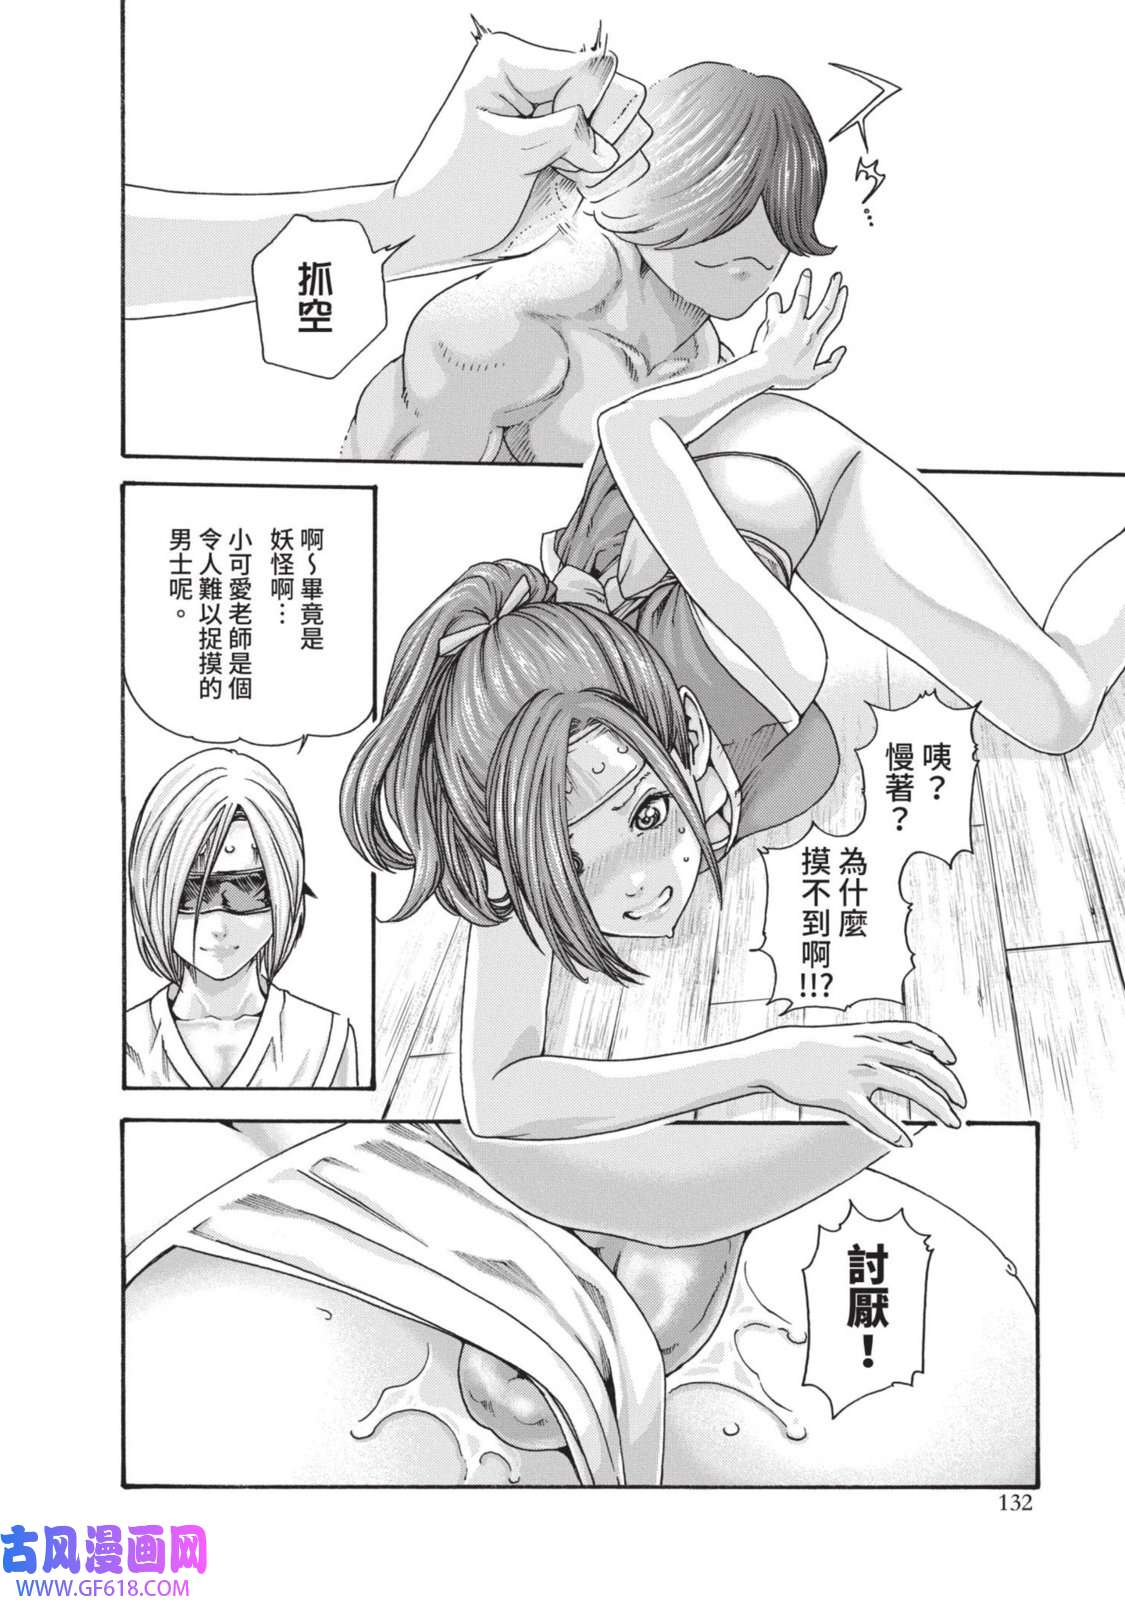 抓空
咦?
慢著?
為什麼
摸不到啊!!?
啊~畢竟是
妖怪啊…
小可愛老師是個
令人難以捉摸的
男士呢。
討厭!
132
古风漫画网
WWW.GF618.COM